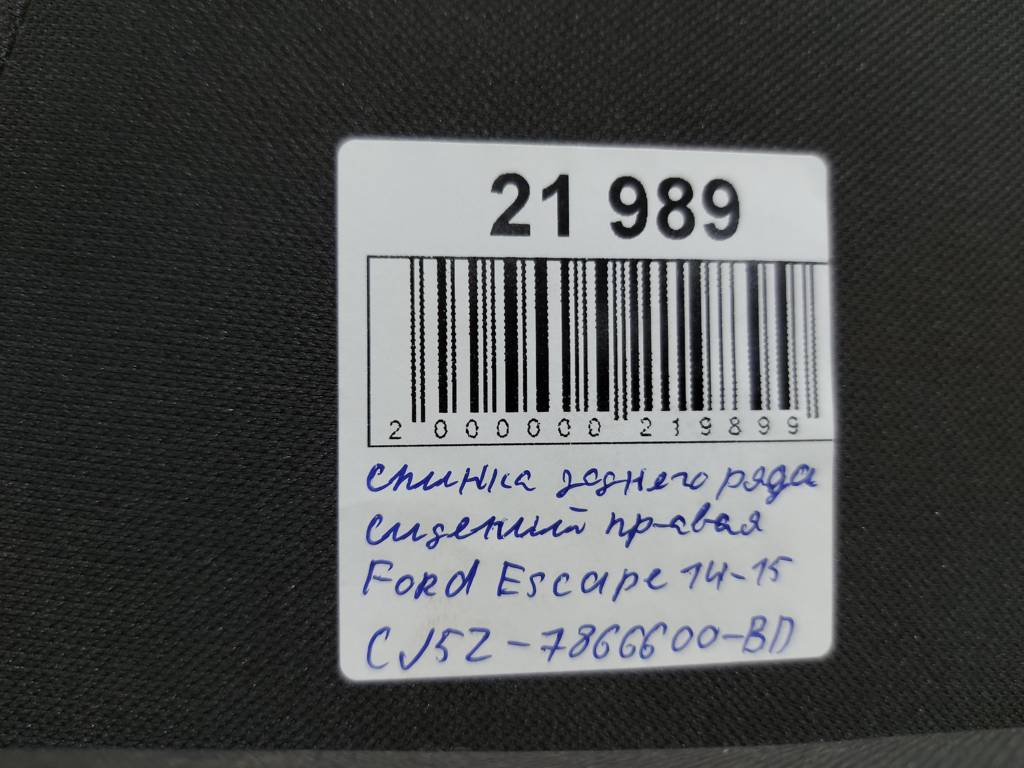 21 989
2 000000 219899
спинка заднего ряда
сидений правая
Ford Escape 14-15
CJ5Z-7866600-BD